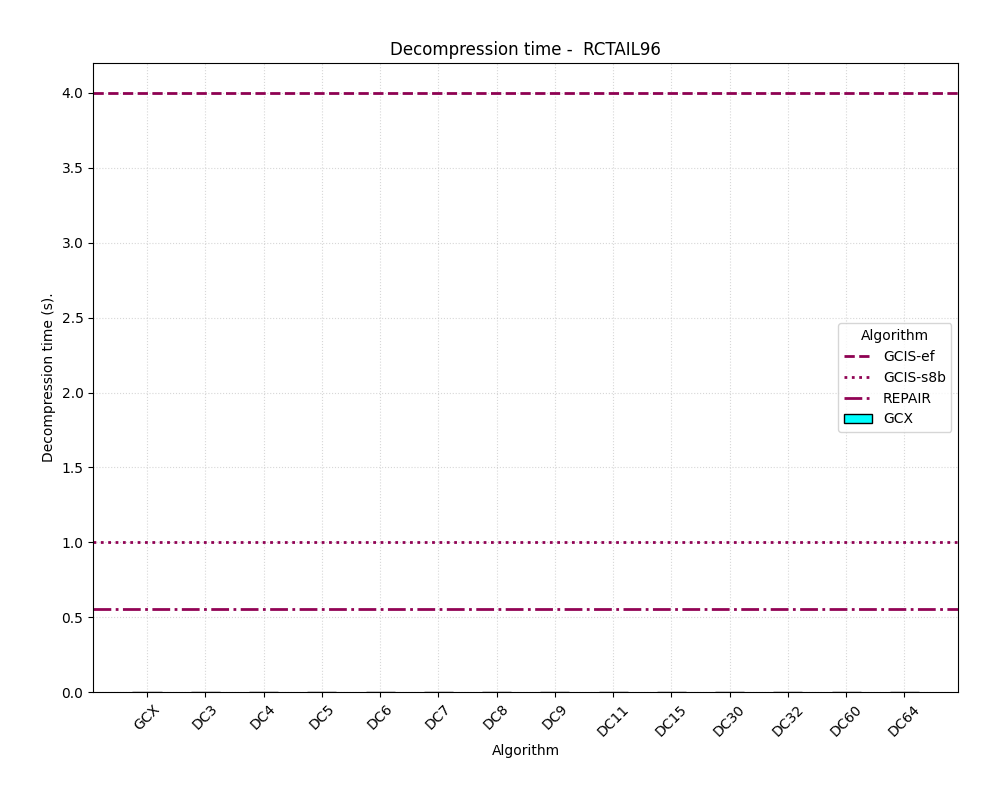 Decompression time -  RCTAIL96
Decompression time (s).
4.0
3.5
3.0
2.5
2.0
1.5
1.0
0.5
0.0
Algorithm
GCIS-ef
GCIS-s8b
REPAIR
GCX
GCX
DC3
DC4
DC5
DC6
DC7
DC8
DC9
DC11
DC15
DC30
DC32
DC60
DC64
Algorithm